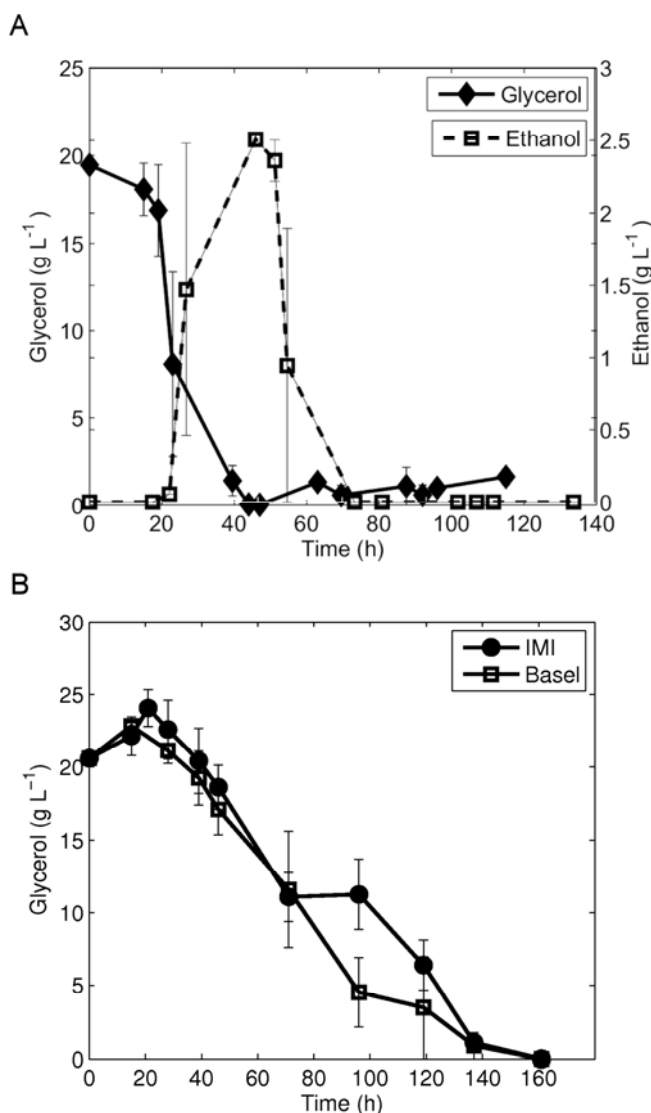 A
Glycerol
Ethanol
25
20
15
10
5
0
Glycerol (g L⁻¹)
3
2.5
2
1.5
1
0.5
0
Ethanol (g L⁻¹)
0 20 40 60 80 100 120 140
Time (h)
B
IMI
Basel
30
25
20
15
10
5
0
Glycerol (g L⁻¹)
0 20 40 60 80 100 120 140 160
Time (h)